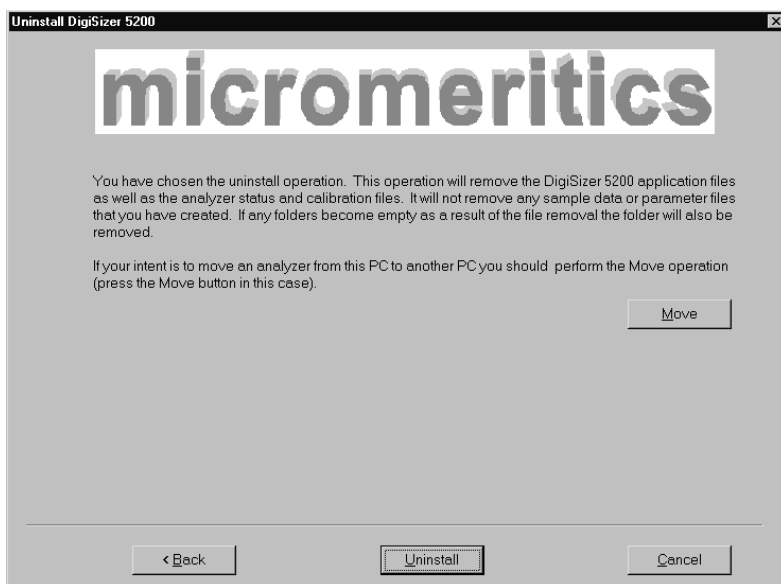 Uninstall DigiSizer 5200
micromeritics
You have chosen the uninstall operation. This operation will remove the DigiSizer 5200 application files
as well as the analyzer status and calibration files. It will not remove any sample data or parameter files
that you have created. If any folders become empty as a result of the file removal the folder will also be
removed.
If your intent is to move an analyzer from this PC to another PC you should perform the Move operation
(press the Move button in this case).
Move
< Back
Uninstall
Cancel